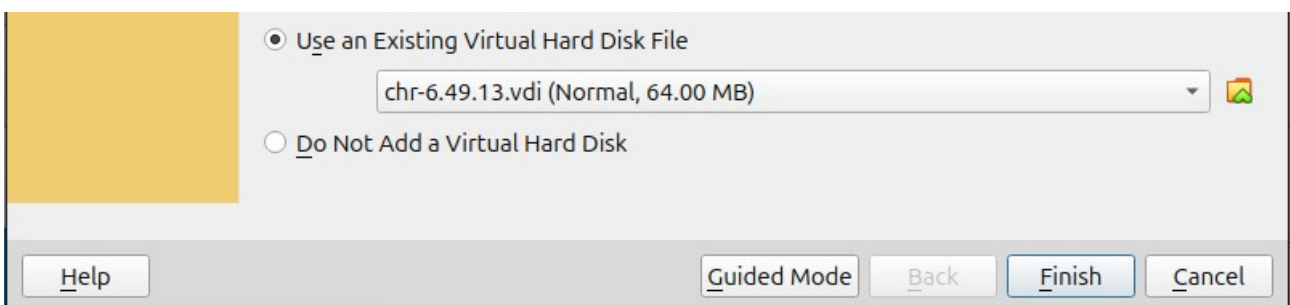 Use an Existing Virtual Hard Disk File
chr-6.49.13.vdi (Normal, 64.00 MB)
Do Not Add a Virtual Hard Disk
Help Guided Mode Back Finish Cancel